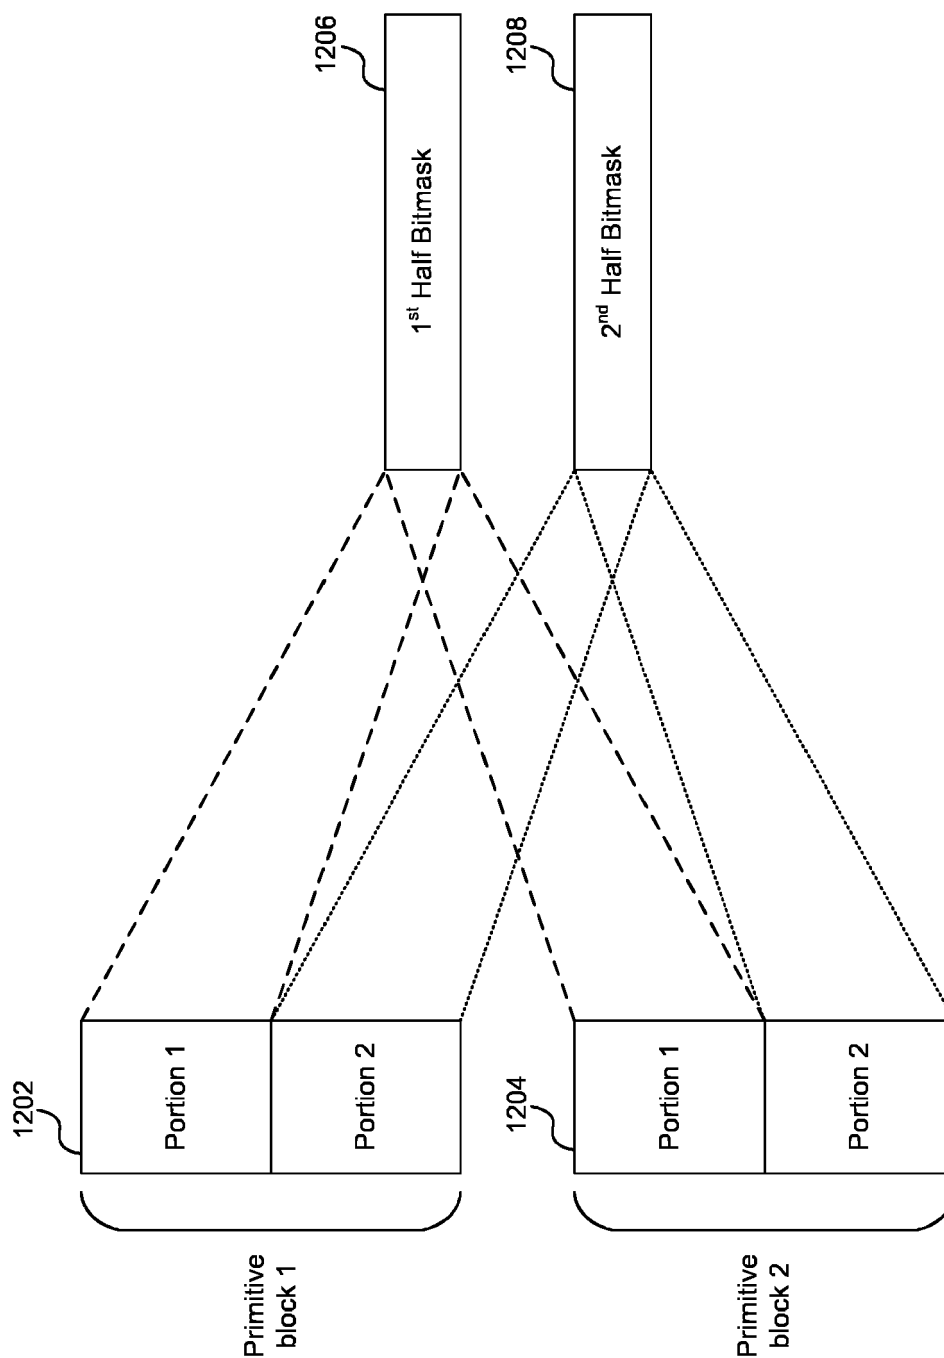 Primitive
block 1
1202
Portion 1
Portion 2
Primitive
block 2
1204
Portion 1
Portion 2
1206
1st Half Bitmask
1208
2nd Half Bitmask